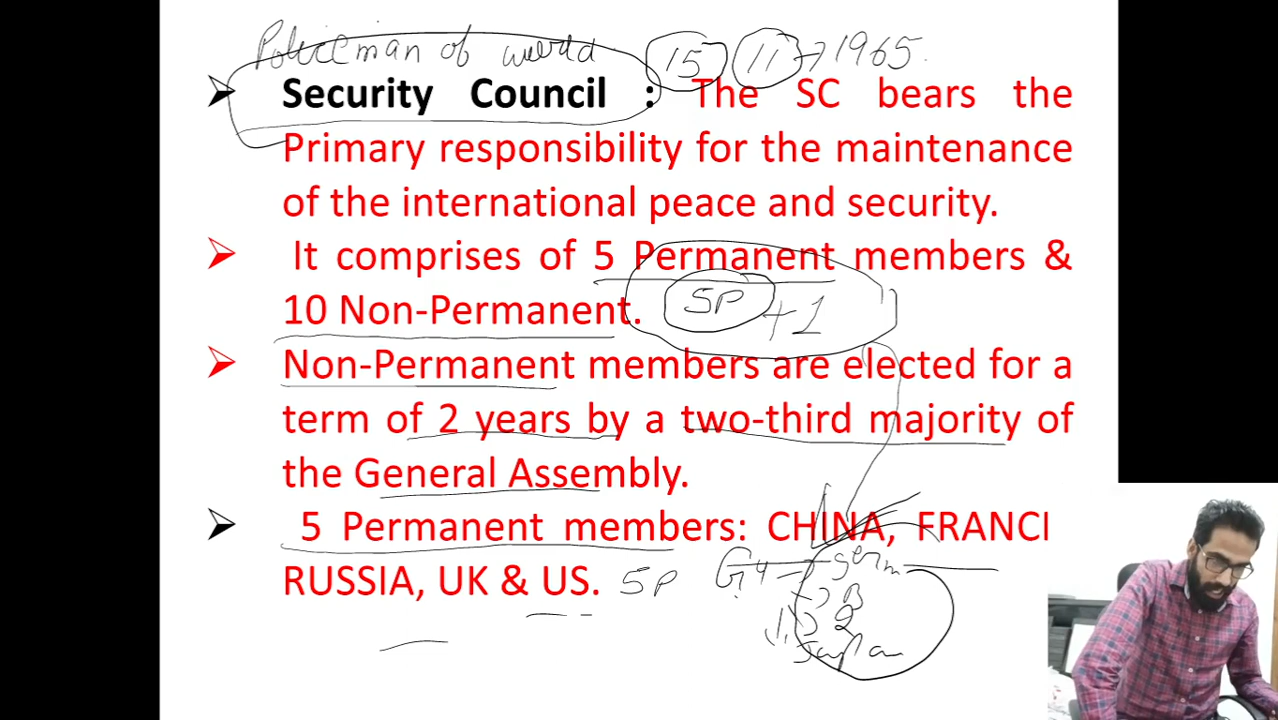 Policeman of world 15 11 → 1965.
➤ Security Council : The SC bears the
Primary responsibility for the maintenance
of the international peace and security.
➤ It comprises of 5 Permanent members &
10 Non-Permanent. 5P + 1
➤ Non-Permanent members are elected for a
term of 2 years by a two-third majority of
the General Assembly.
➤ 5 Permanent members: CHINA, FRANCI
RUSSIA, UK & US. 5P G4 → germ
→ B
Japan